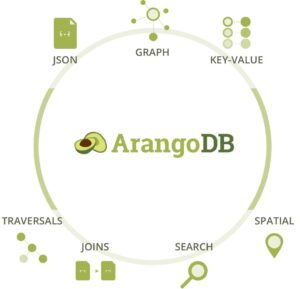 GRAPH
JSON
KEY-VALUE
ArangoDB
TRAVERSALS
SPATIAL
JOINS
SEARCH